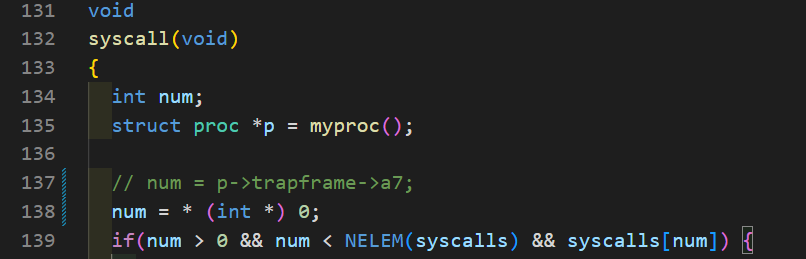 131 void
132 syscall(void)
133 {
134   int num;
135   struct proc *p = myproc();
136
137   // num = p->trapframe->a7;
138   num = * (int *) 0;
139   if(num > 0 && num < NELEM(syscalls) && syscalls[num]) {